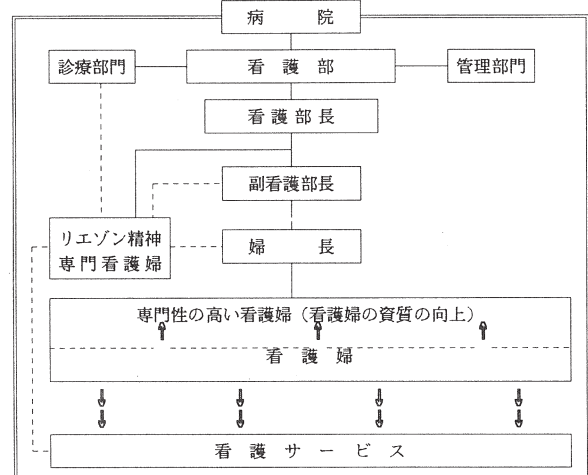 病院
診療部門
看護部
管理部門
看護部長
副看護部長
リエゾン精神
専門看護婦
婦長
専門性の高い看護婦（看護婦の資質の向上）
看護婦
看護サービス